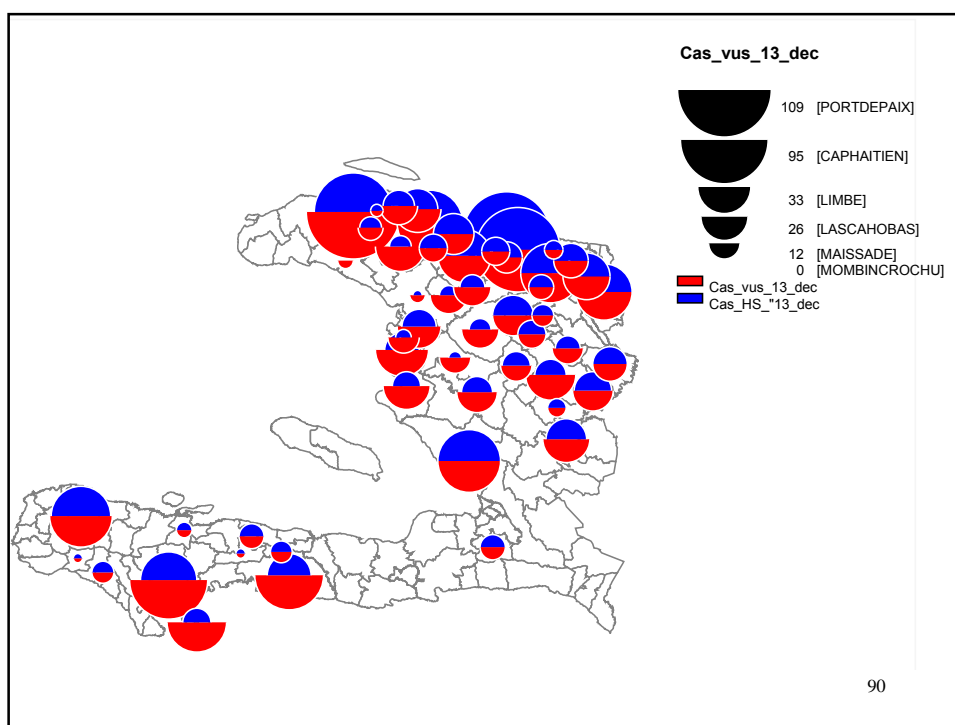 Cas_vus_13_dec
109 [PORTDEPAIX]
95 [CAPHAITIEN]
33 [LIMBE]
26 [LASCAHOBAS]
12 [MAISSADE]
0 [MOMBINCROCHU]
Cas_vus_13_dec
Cas_HS_"13_dec
90